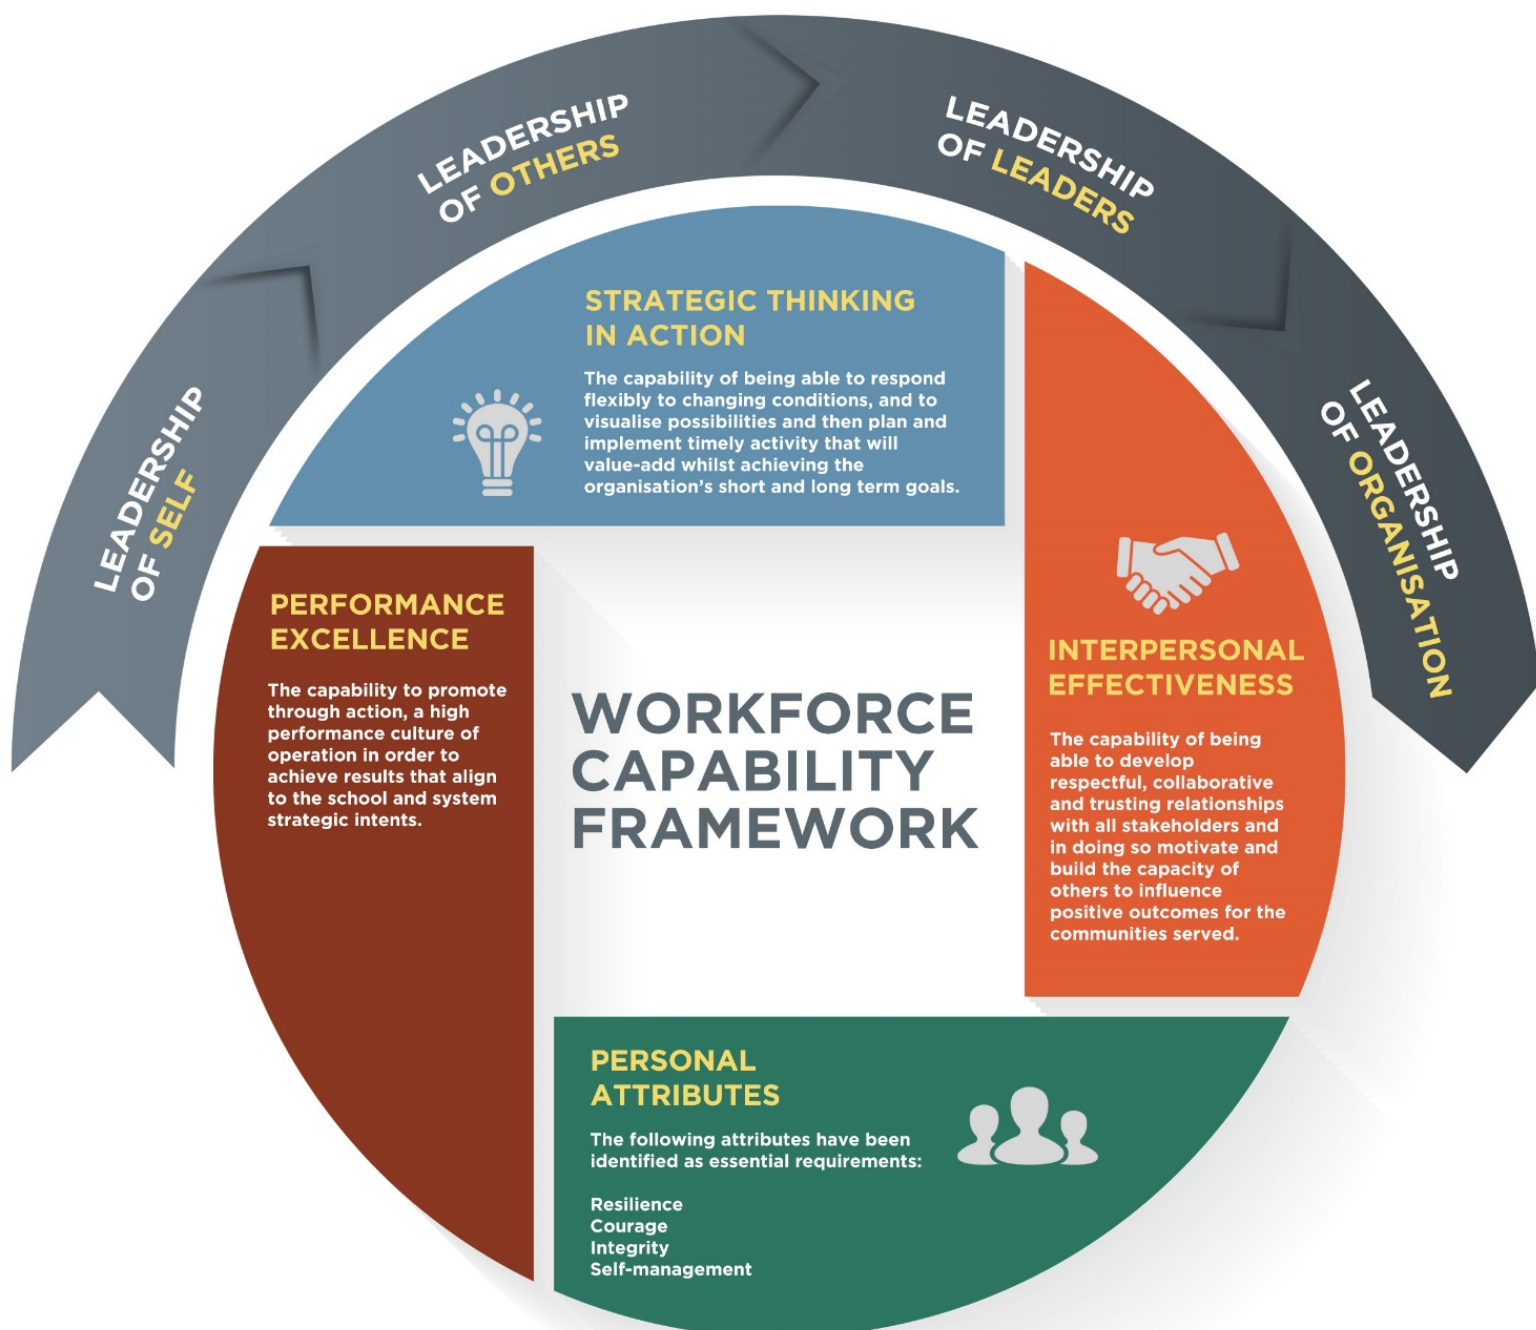 LEADERSHIP
OF SELF
LEADERSHIP
OF OTHERS
LEADERSHIP
OF LEADERS
LEADERSHIP
OF ORGANISATION
STRATEGIC THINKING
IN ACTION
The capability of being able to respond
flexibly to changing conditions, and to
visualise possibilities and then plan and
implement timely activity that will
value-add whilst achieving the
organisation's short and long term goals.
PERFORMANCE
EXCELLENCE
The capability to promote
through action, a high
performance culture of
operation in order to
achieve results that align
to the school and system
strategic intents.
WORKFORCE
CAPABILITY
FRAMEWORK
INTERPERSONAL
EFFECTIVENESS
The capability of being
able to develop
respectful, collaborative
and trusting relationships
with all stakeholders and
in doing so motivate and
build the capacity of
others to influence
positive outcomes for the
communities served.
PERSONAL
ATTRIBUTES
The following attributes have been
identified as essential requirements:
Resilience
Courage
Integrity
Self-management